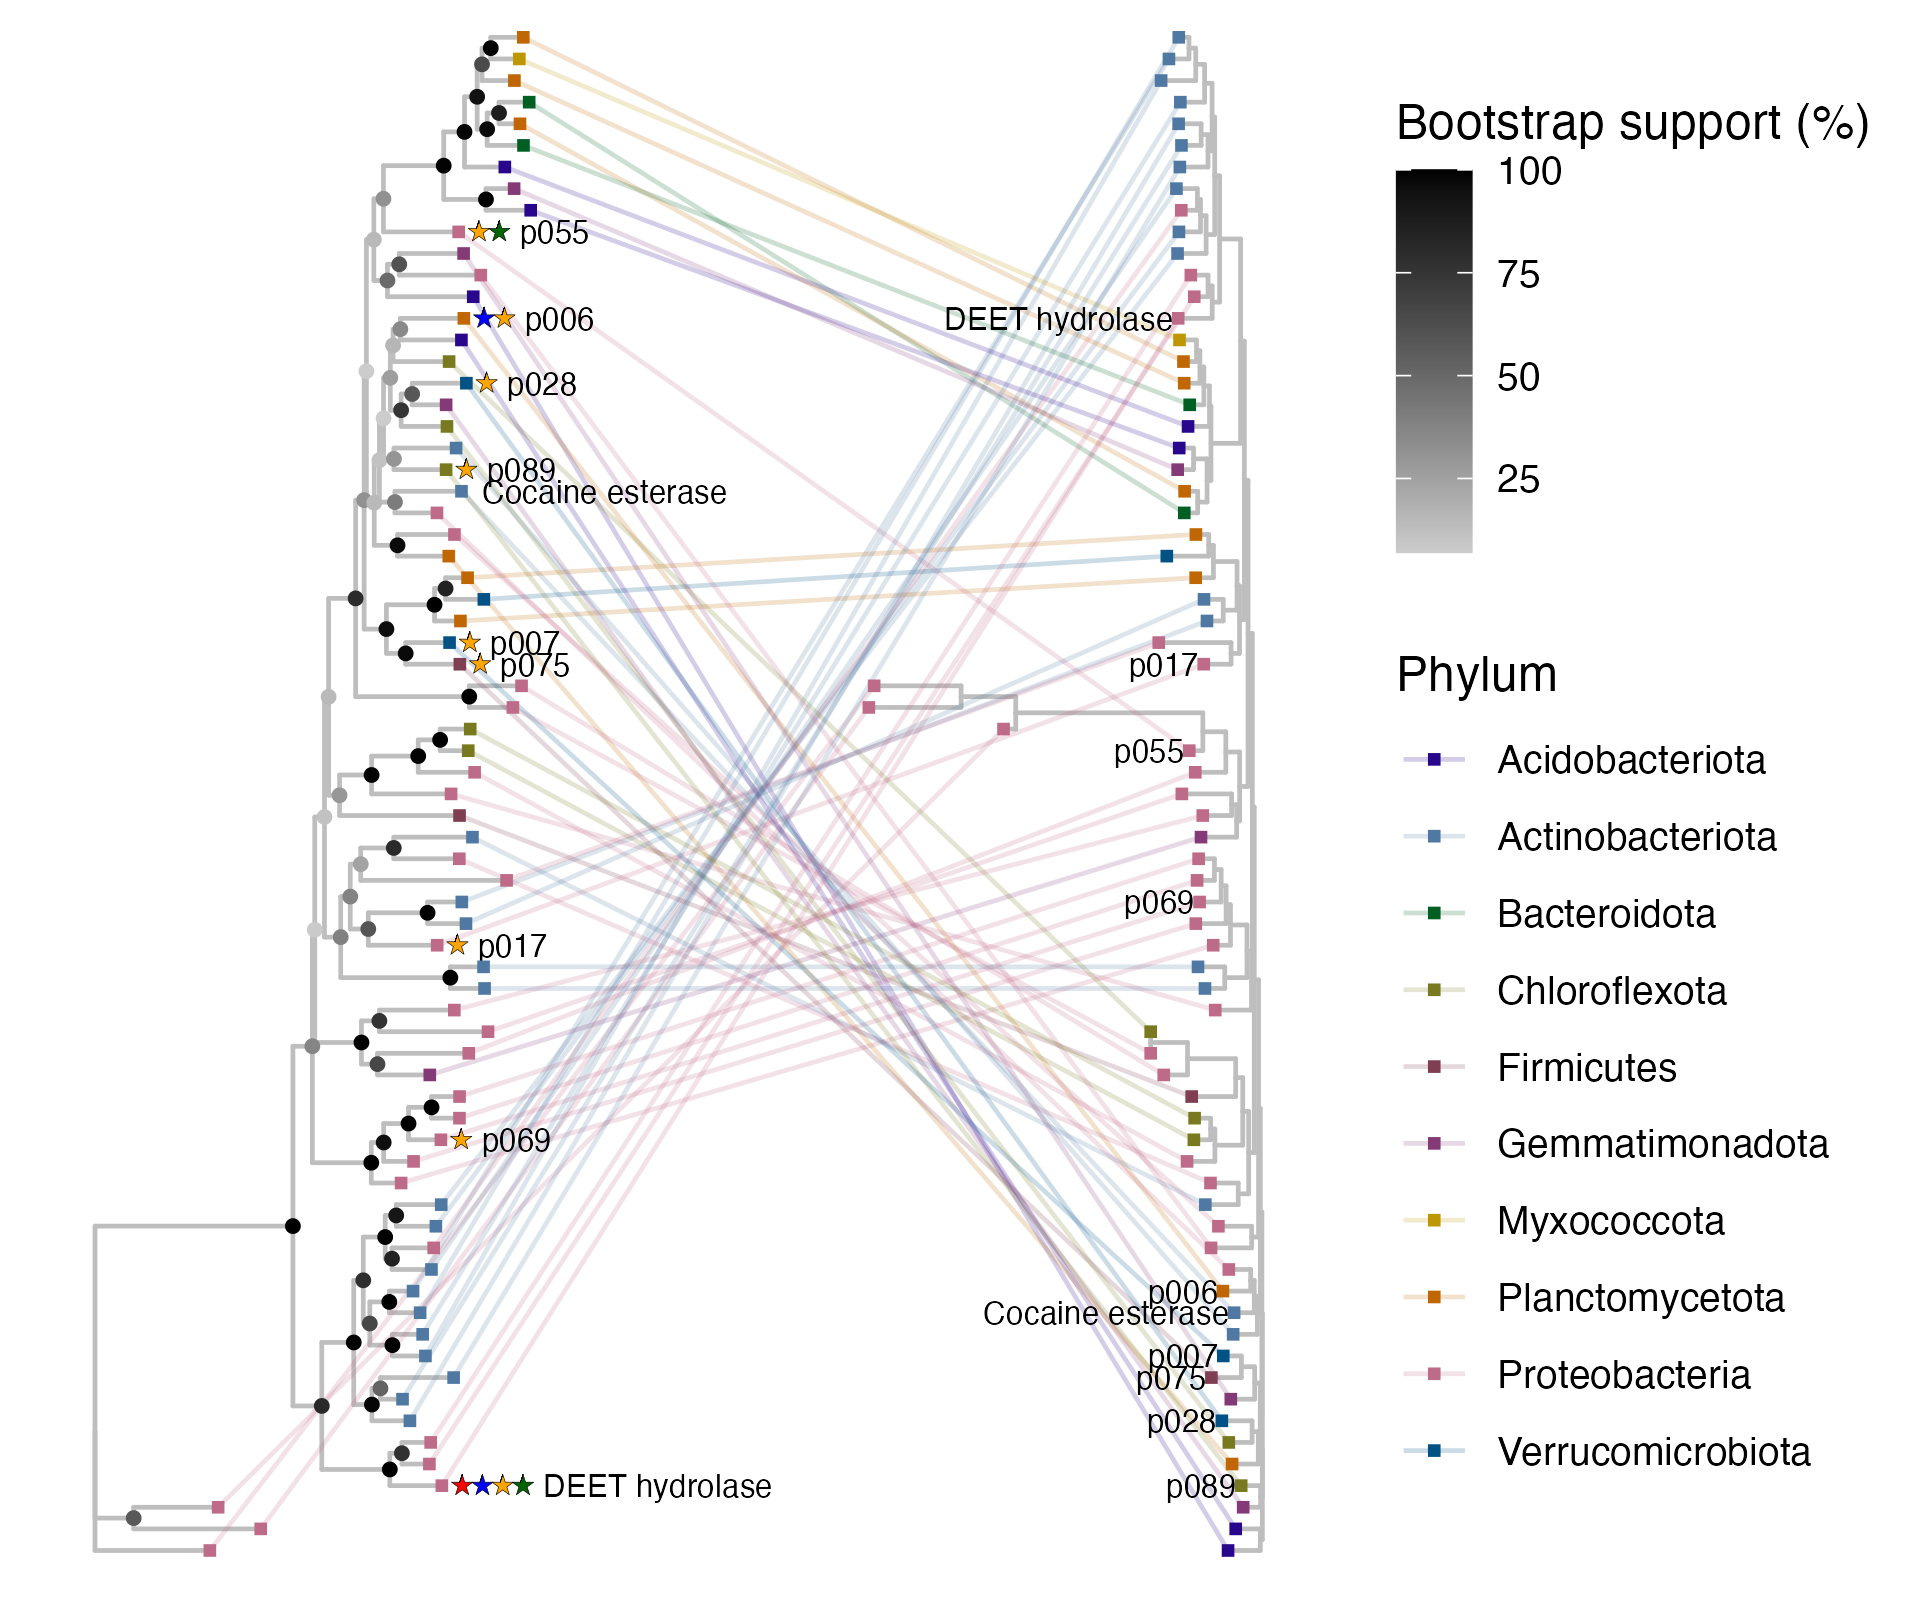 p055
p006
p028
p089
Cocaine esterase
p007
p075
p017
p069
DEET hydrolase
DEET hydrolase
p017
p055
p069
p006
Cocaine esterase
p007
p075
p028
p089
Bootstrap support (%)
100
75
50
25
Phylum
Acidobacteriota
Actinobacteriota
Bacteroidota
Chloroflexota
Firmicutes
Gemmatimonadota
Myxococcota
Planctomycetota
Proteobacteria
Verrucomicrobiota